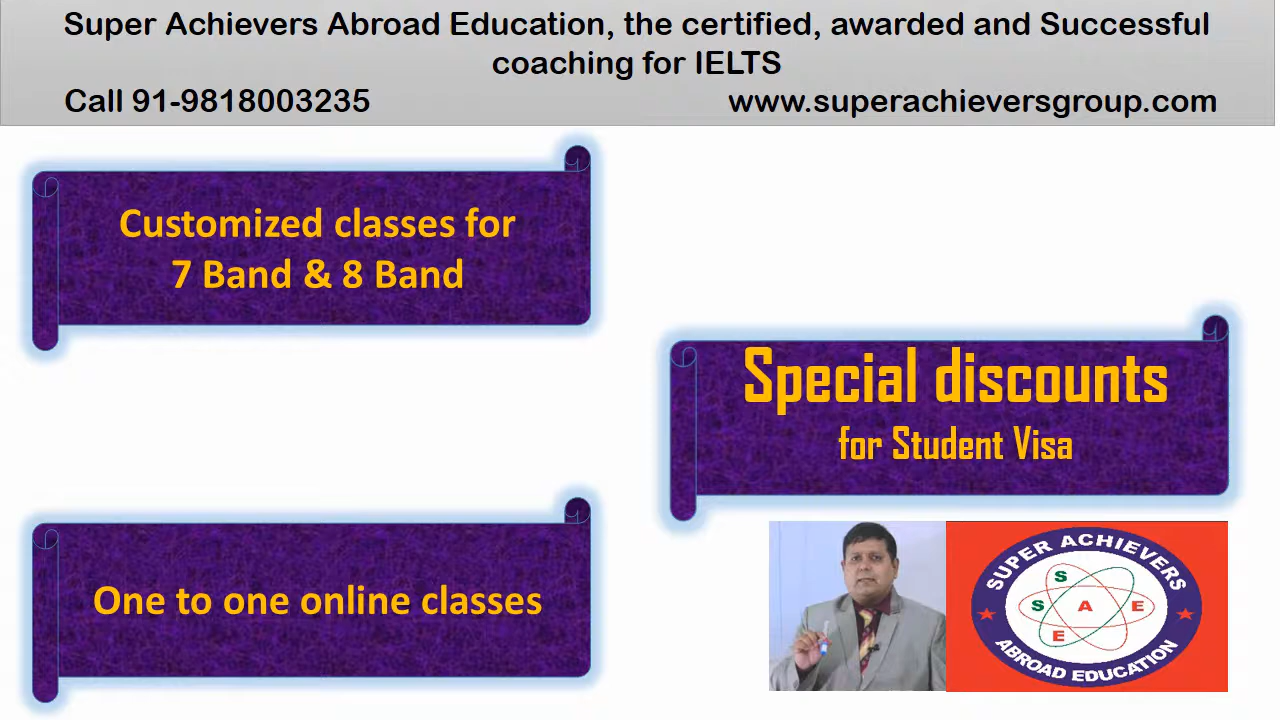 Super Achievers Abroad Education, the certified, awarded and Successful
coaching for IELTS
Call 91-9818003235 www.superachieversgroup.com
Customized classes for
7 Band & 8 Band
Special discounts
for Student Visa
One to one online classes
SUPER ACHIEVERS
S
S A E
E
ABROAD EDUCATION